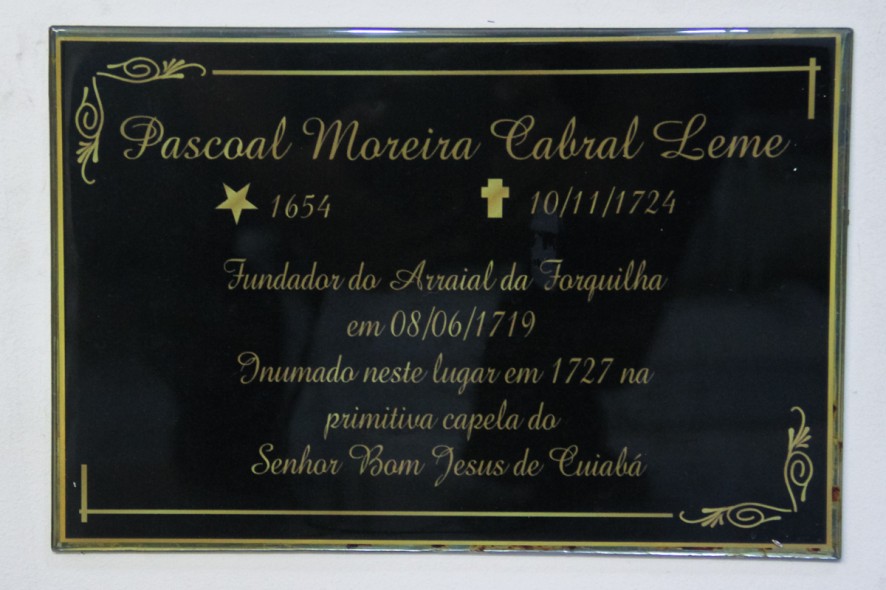 Pascoal Moreira Cabral Leme
1654 10/11/1724
Fundador do Arraial da Forquilha
em 08/06/1719
Inumado neste lugar em 1727 na
primitiva capela do
Senhor Bom Jesus de Cuiabá